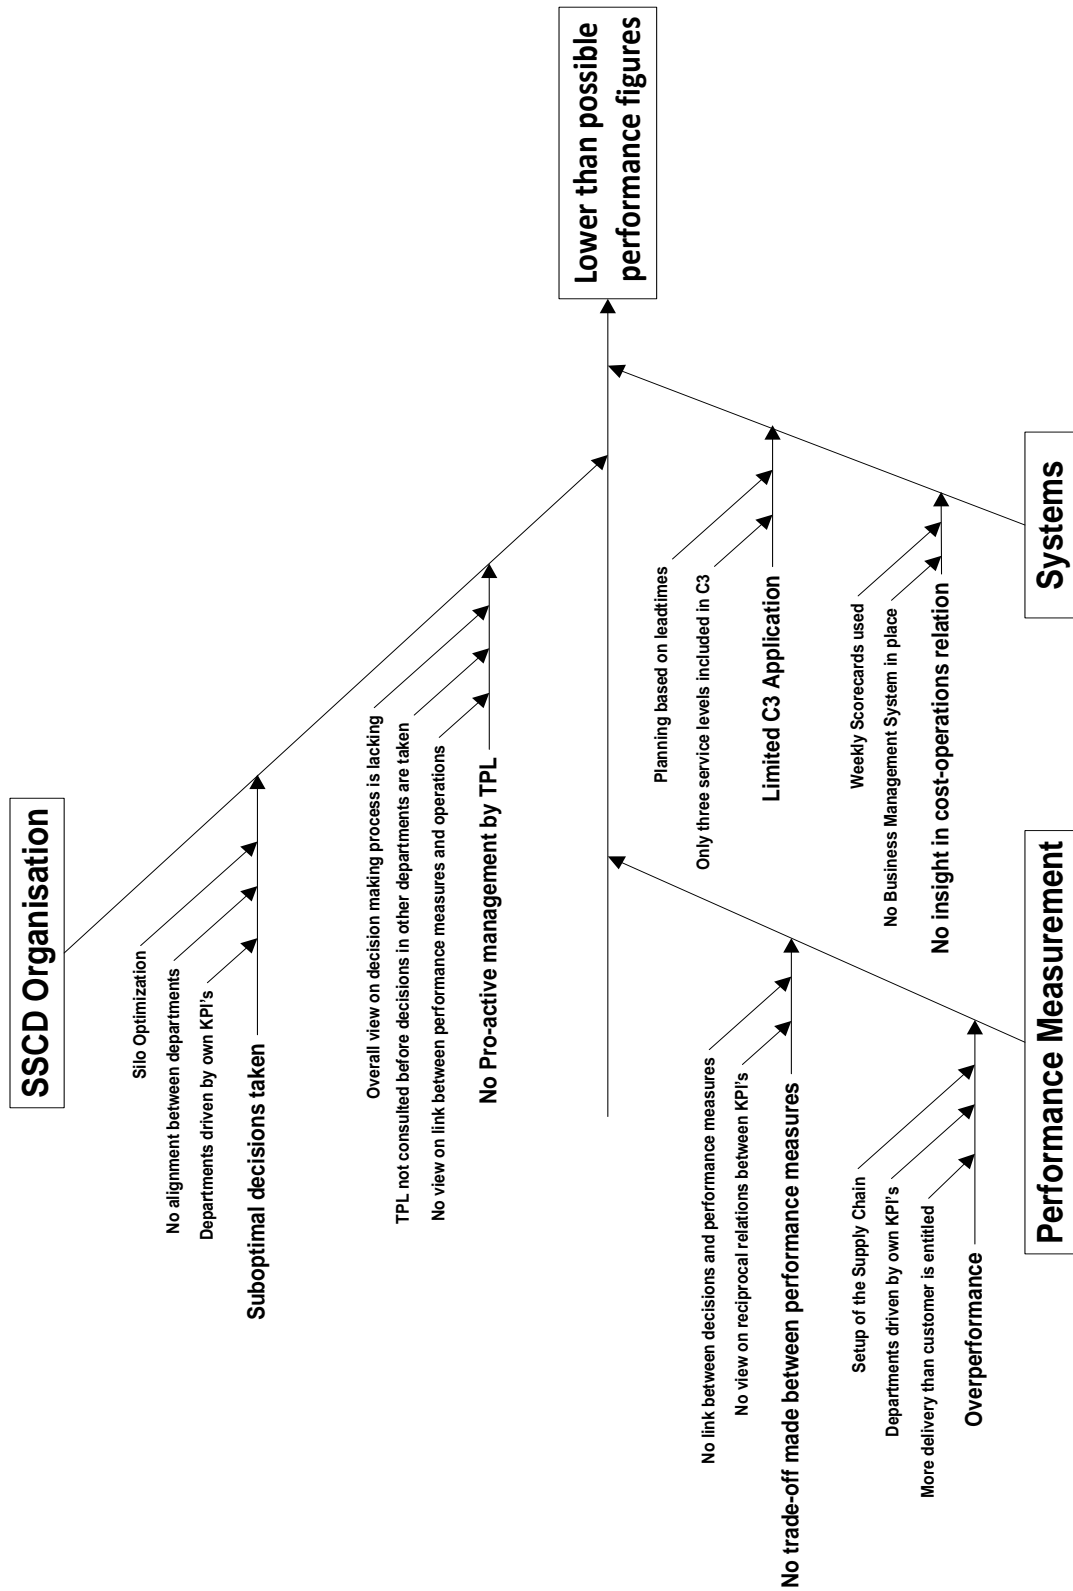 SSCD Organisation
Silo Optimization
No alignment between departments
Departments driven by own KPI's
Suboptimal decisions taken
Overall view on decision making process is lacking
TPL not consulted before decisions in other departments are taken
No view on link between performance measures and operations
No Pro-active management by TPL
Lower than possible
performance figures
No link between decisions and performance measures
No view on reciprocal relations between KPI's
No trade-off made between performance measures
Setup of the Supply Chain
Departments driven by own KPI's
More delivery than customer is entitled
Overperformance
Performance Measurement
Planning based on leadtimes
Only three service levels included in C3
Limited C3 Application
Weekly Scorecards used
No Business Management System in place
No insight in cost-operations relation
Systems